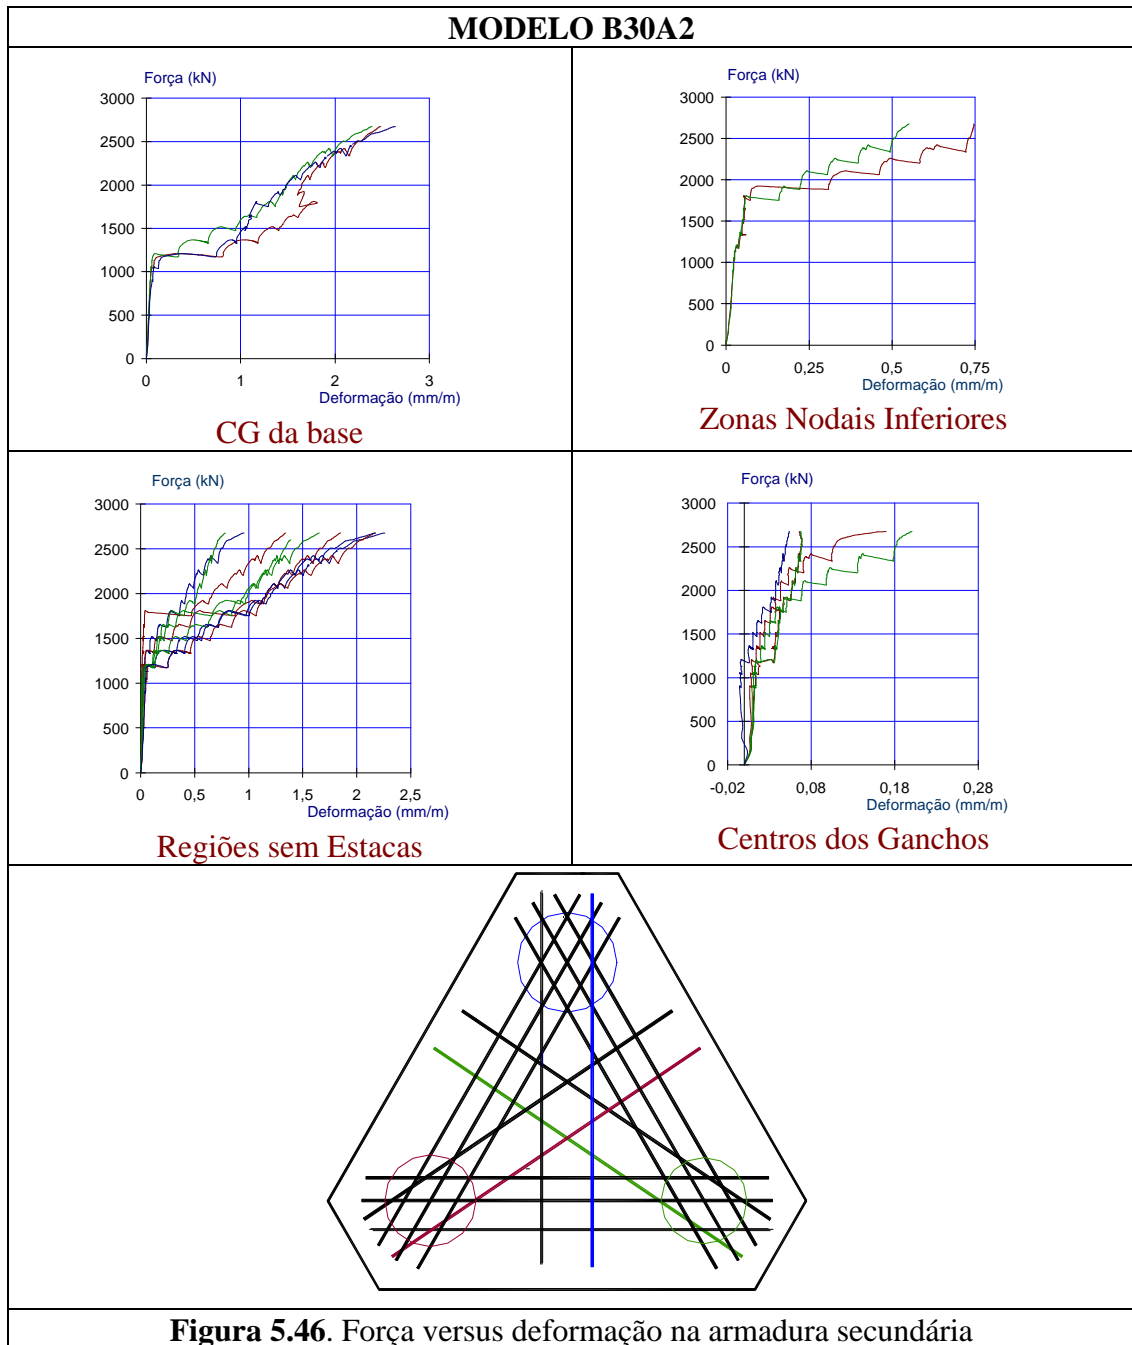 MODELO B30A2
Força (kN)
3000
2500
2000
1500
1000
500
0
0 1 2 3
Deformação (mm/m)
CG da base
Força (kN)
3000
2500
2000
1500
1000
500
0
0 0,25 0,5 0,75
Deformação (mm/m)
Zonas Nodais Inferiores
Força (kN)
3000
2500
2000
1500
1000
500
0
0 0,5 1 1,5 2 2,5
Deformação (mm/m)
Regiões sem Estacas
Força (kN)
3000
2500
2000
1500
1000
500
0
-0,02 0,08 0,18 0,28
Deformação (mm/m)
Centros dos Ganchos
Figura 5.46. Força versus deformação na armadura secundária